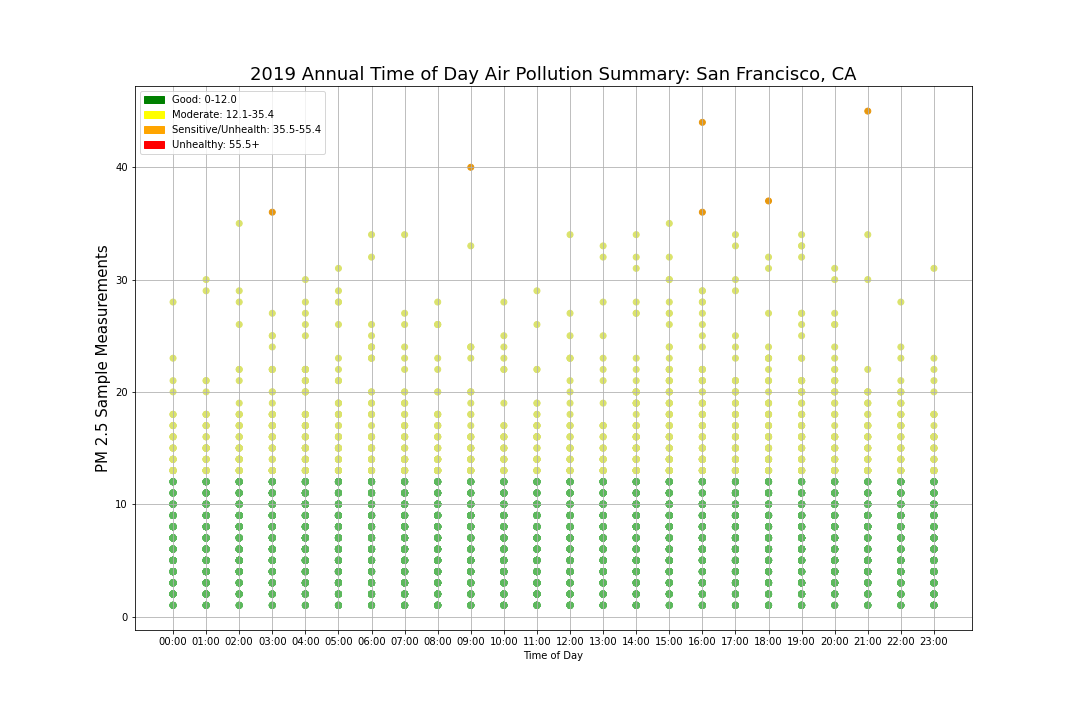 2019 Annual Time of Day Air Pollution Summary: San Francisco, CA
Good: 0-12.0
Moderate: 12.1-35.4
Sensitive/Unhealth: 35.5-55.4
Unhealthy: 55.5+
PM 2.5 Sample Measurements
40
30
20
10
0
00:00 01:00 02:00 03:00 04:00 05:00 06:00 07:00 08:00 09:00 10:00 11:00 12:00 13:00 14:00 15:00 16:00 17:00 18:00 19:00 20:00 21:00 22:00 23:00
Time of Day